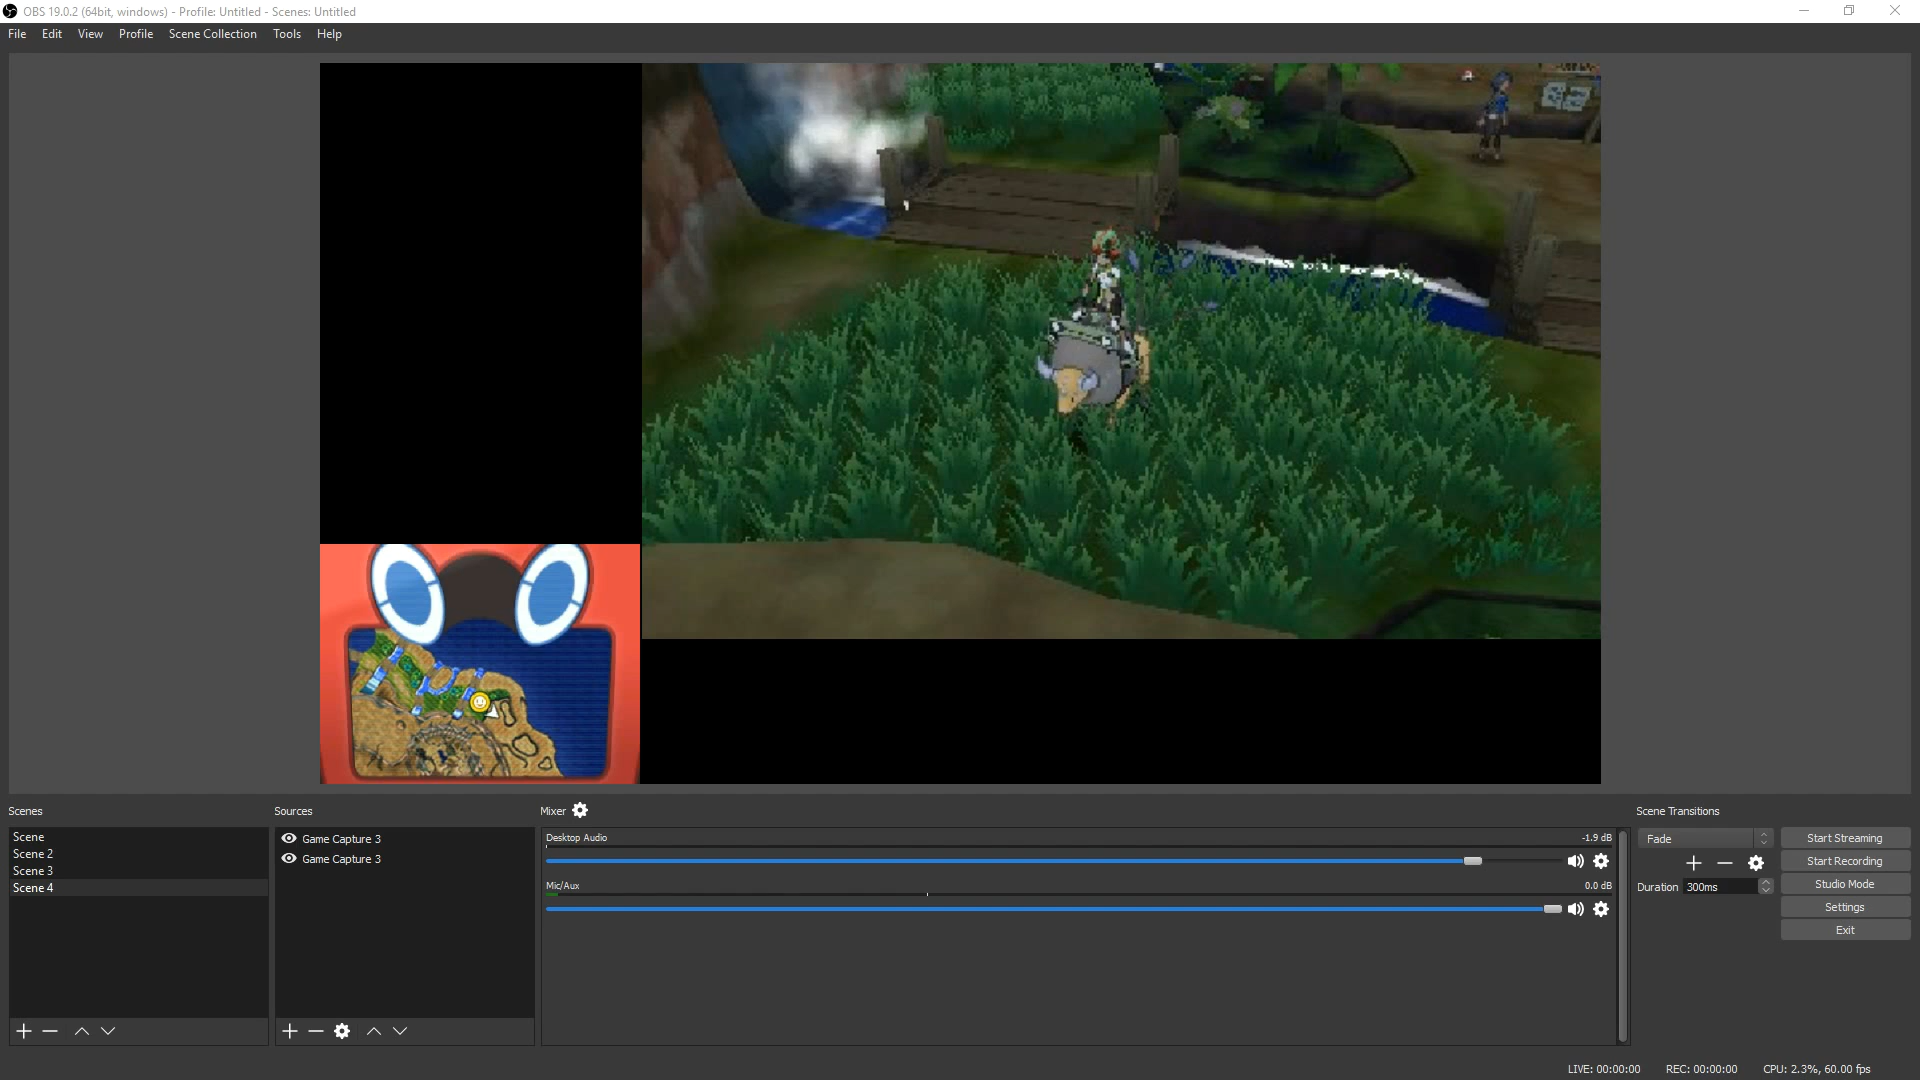 OBS 19.0.2 (64bit, windows) - Profile: Untitled - Scenes: Untitled
File Edit View Profile Scene Collection Tools Help
Scenes
Scene
Scene 2
Scene 3
Scene 4
Sources
Game Capture 3
Game Capture 3
Mixer
Desktop Audio -1.9 dB
Mic/Aux 0.0 dB
Scene Transitions
Fade
Duration 300ms
Start Streaming
Start Recording
Studio Mode
Settings
Exit
LIVE: 00:00:00 REC: 00:00:00 CPU: 2.3%, 60.00 fps